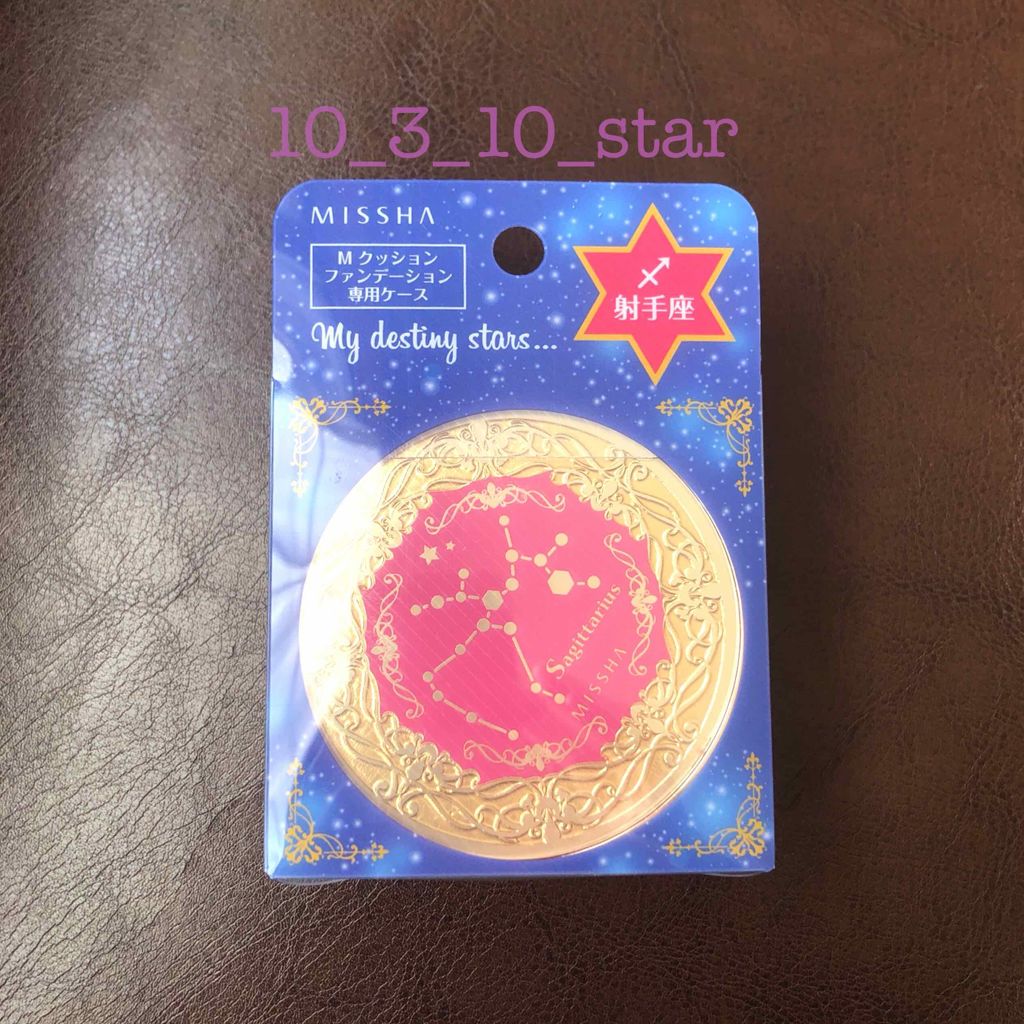 10_3_10_star
MISSHA
M クッション
ファンデーション
専用ケース
My destiny stars...
射手座
Sagittarius
MISSHA